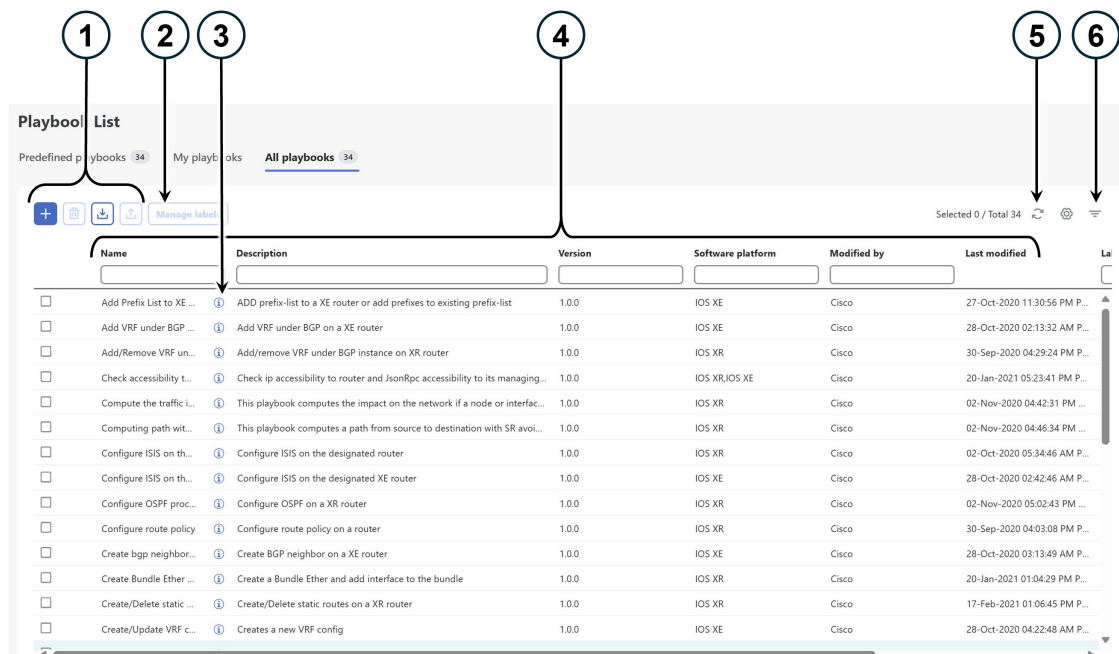 1 2 3 4 5 6
Playbook List
Predefined playbooks 34 My playbooks All playbooks 34
Manage labels Selected 0 / Total 34
Name Description Version Software platform Modified by Last modified
Add Prefix List to XE ... ADD prefix-list to a XE router or add prefixes to existing prefix-list 1.0.0 IOS XE Cisco 27-Oct-2020 11:30:56 PM P...
Add VRF under BGP ... Add VRF under BGP on a XE router 1.0.0 IOS XE Cisco 28-Oct-2020 02:13:32 AM P...
Add/Remove VRF un... Add/remove VRF under BGP instance on XR router 1.0.0 IOS XR Cisco 30-Sep-2020 04:29:24 PM P...
Check accessibility t... Check ip accessibility to router and JsonRpc accessibility to its managing... 1.0.0 IOS XR,IOS XE Cisco 20-Jan-2021 05:23:41 PM P...
Compute the traffic i... This playbook computes the impact on the network if a node or interfac... 1.0.0 IOS XR Cisco 02-Nov-2020 04:42:31 PM ...
Computing path wit... This playbook computes a path from source to destination with SR avoi... 1.0.0 IOS XR Cisco 02-Nov-2020 04:46:34 PM ...
Configure ISIS on th... Configure ISIS on the designated router 1.0.0 IOS XR Cisco 02-Oct-2020 05:34:46 AM P...
Configure ISIS on th... Configure ISIS on the designated XE router 1.0.0 IOS XE Cisco 28-Oct-2020 02:42:46 AM P...
Configure OSPF proc... Configure OSPF on a XR router 1.0.0 IOS XR Cisco 02-Nov-2020 05:02:43 PM ...
Configure route policy Configure route policy on a router 1.0.0 IOS XR Cisco 30-Sep-2020 04:03:08 PM P...
Create bgp neighbor... Create BGP neighbor on a XE router 1.0.0 IOS XE Cisco 28-Oct-2020 03:13:49 AM P...
Create Bundle Ether ... Create a Bundle Ether and add interface to the bundle 1.0.0 IOS XR Cisco 20-Jan-2021 01:04:29 PM P...
Create/Delete static ... Create/Delete static routes on a XR router 1.0.0 IOS XR Cisco 17-Feb-2021 01:06:45 PM P...
Create/Update VRF c... Creates a new VRF config 1.0.0 IOS XE Cisco 28-Oct-2020 04:22:48 AM P...